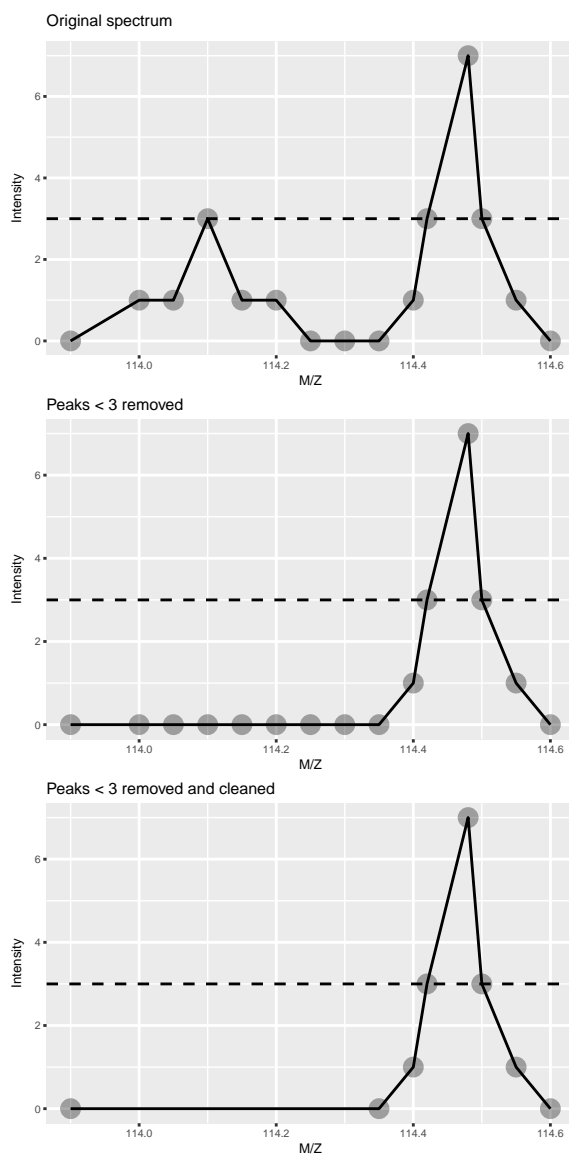 Original spectrum
6
4
2
0
Intensity
114.0 114.2 114.4 114.6
M/Z
Peaks < 3 removed
6
4
2
0
Intensity
114.0 114.2 114.4 114.6
M/Z
Peaks < 3 removed and cleaned
6
4
2
0
Intensity
114.0 114.2 114.4 114.6
M/Z